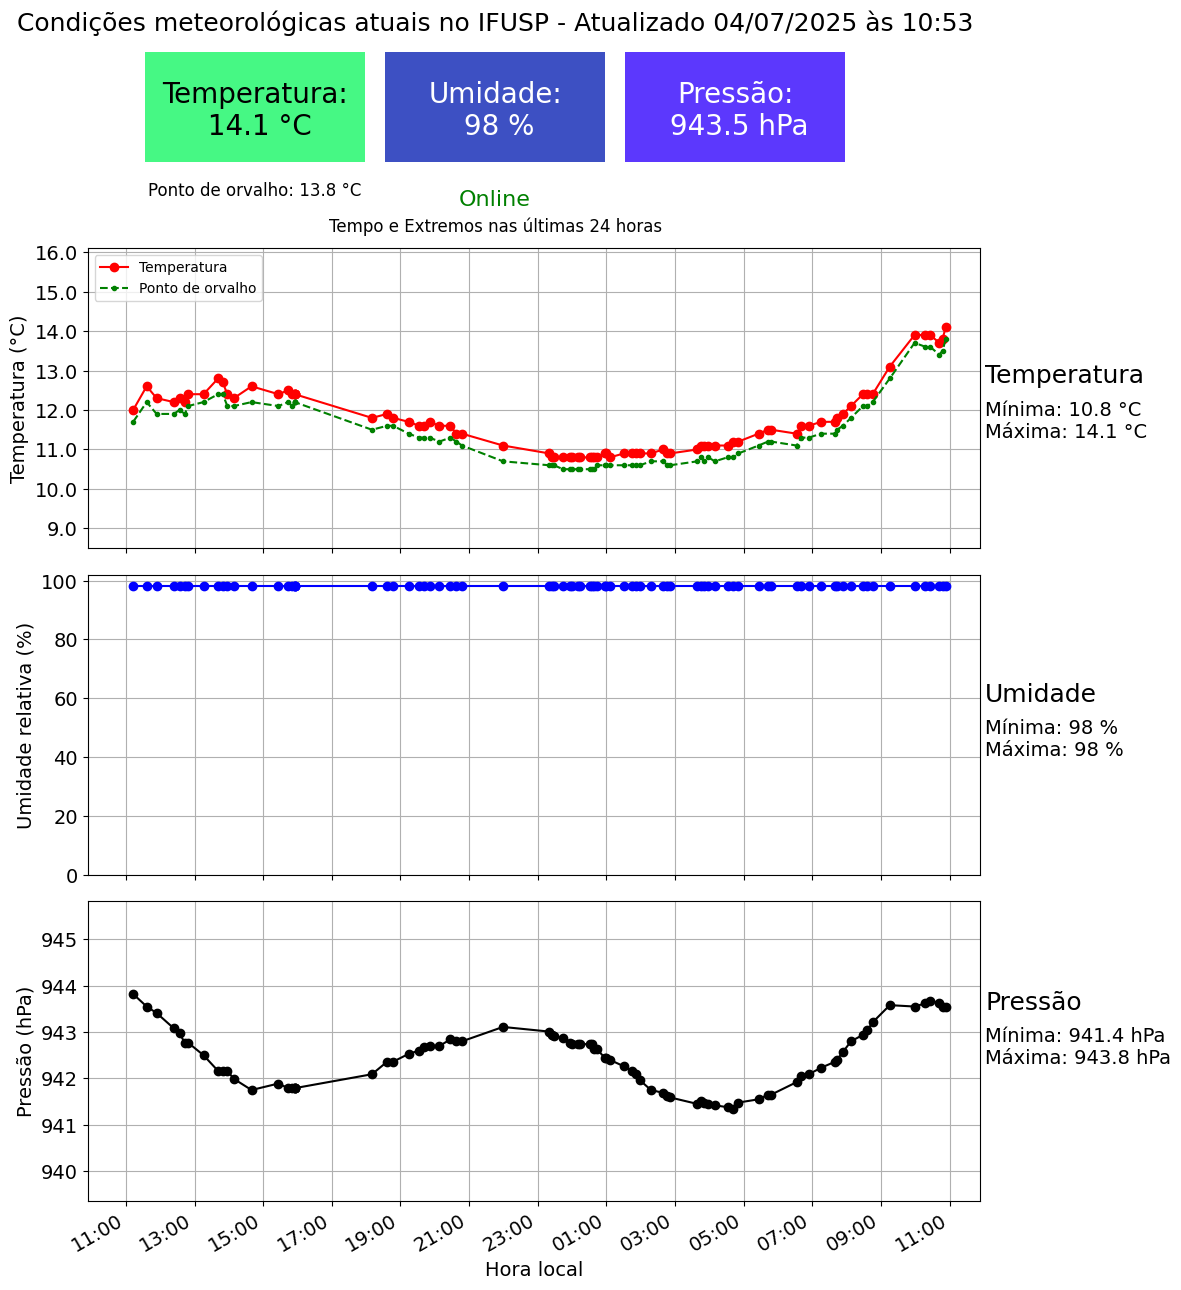 Condições meteorológicas atuais no IFUSP - Atualizado 04/07/2025 às 10:53
Temperatura:
14.1 °C
Umidade:
98 %
Pressão:
943.5 hPa
Ponto de orvalho: 13.8 °C
Online
Tempo e Extremos nas últimas 24 horas
Temperatura (°C)
16.0
15.0
14.0
13.0
12.0
11.0
10.0
9.0
Temperatura
Ponto de orvalho
Temperatura
Mínima: 10.8 °C
Máxima: 14.1 °C
Umidade relativa (%)
100
80
60
40
20
0
Umidade
Mínima: 98 %
Máxima: 98 %
Pressão (hPa)
945
944
943
942
941
940
Pressão
Mínima: 941.4 hPa
Máxima: 943.8 hPa
11:00 13:00 15:00 17:00 19:00 21:00 23:00 01:00 03:00 05:00 07:00 09:00 11:00
Hora local